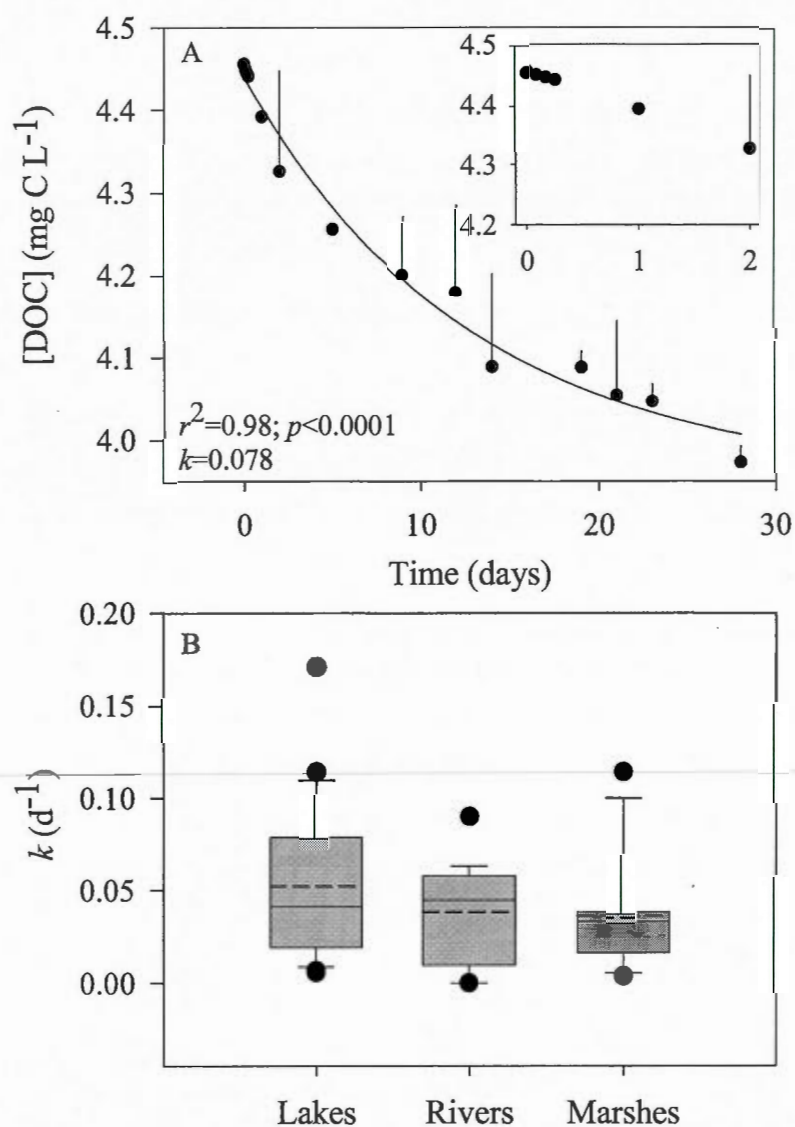 A
[DOC] (mg C L-1)
4.5
4.4
4.3
4.2
4.1
4.0
4.5
4.4
4.3
4.2
0 1 2
r2=0.98; p<0.0001
k=0.078
0 10 20 30
Time (days)
B
k (d-1)
0.20
0.15
0.10
0.05
0.00
Lakes Rivers Marshes